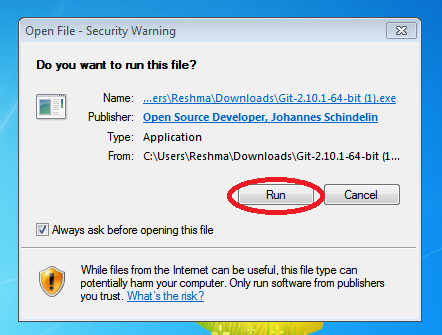 Open File - Security Warning
Do you want to run this file?
Name: ...ers\Reshma\Downloads\Git-2.10.1-64-bit (1).exe
Publisher: Open Source Developer, Johannes Schindelin
Type: Application
From: C:\Users\Reshma\Downloads\Git-2.10.1-64-bit (1...
Run Cancel
Always ask before opening this file
While files from the Internet can be useful, this file type can
potentially harm your computer. Only run software from publishers
you trust. What's the risk?